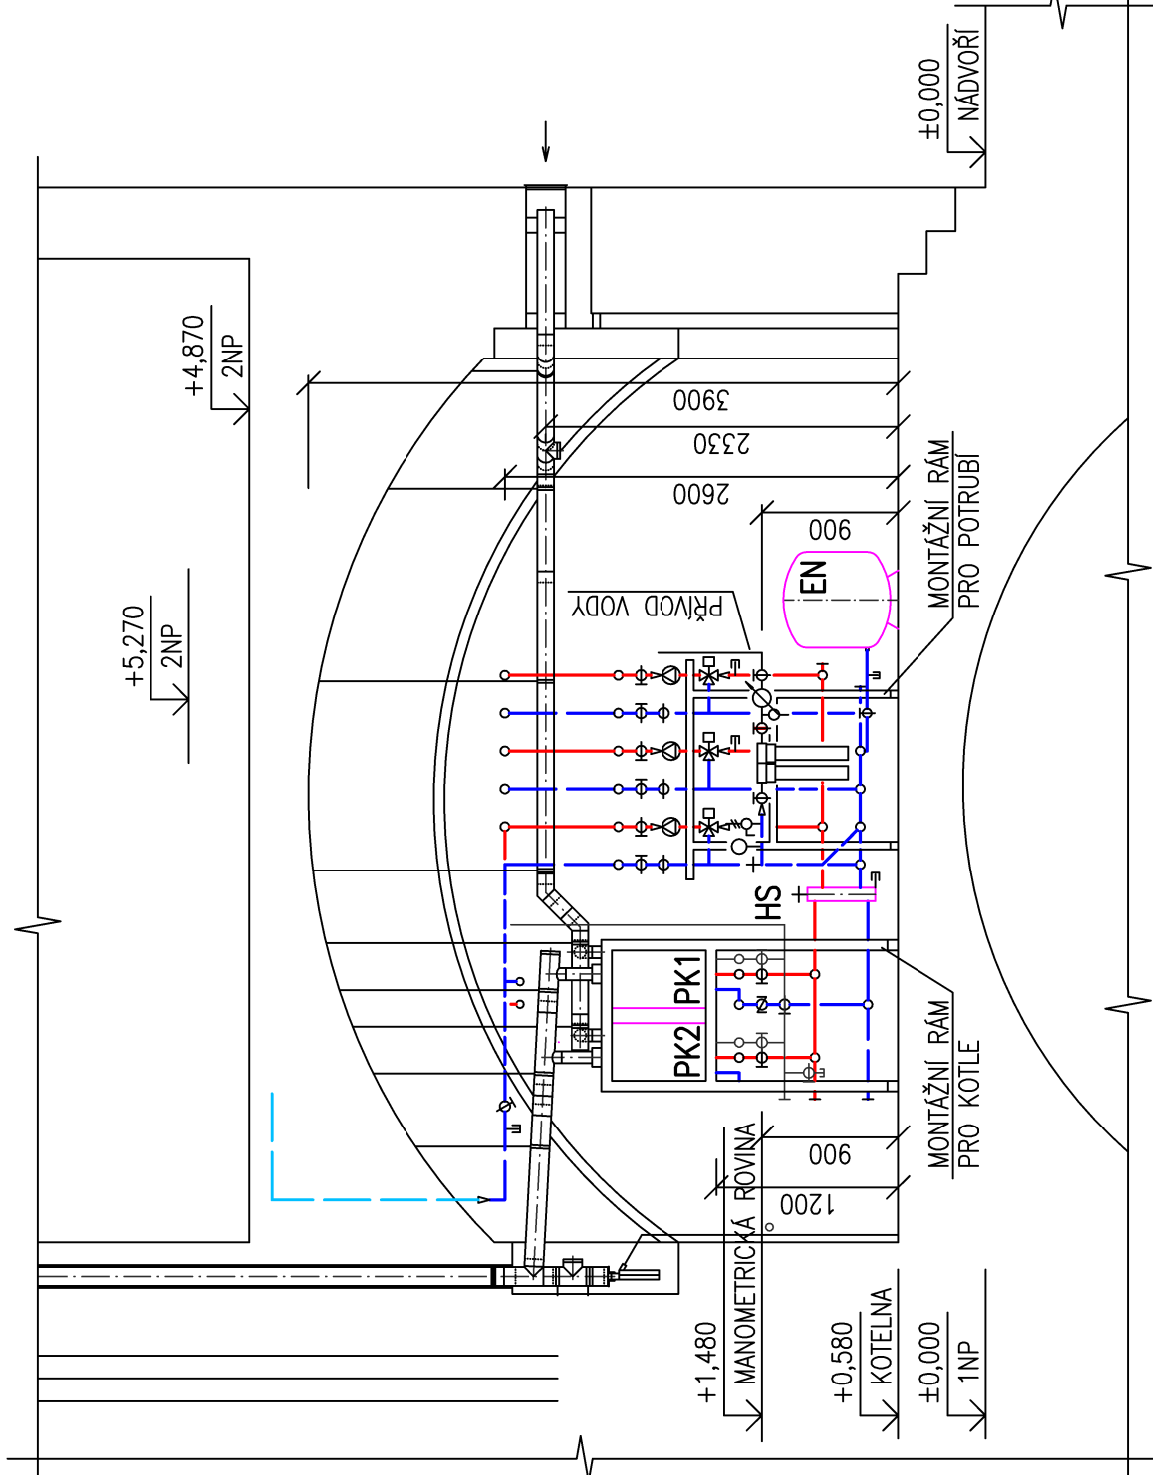 ±0,000
NÁDVOŘÍ
+4,870
2NP
+5,270
2NP
3900
2330
2600
900
PŘÍVOD VODY
EN
MONTÁŽNÍ RÁM
PRO POTRUBÍ
HS
PK1
PK2
MONTÁŽNÍ RÁM
PRO KOTLE
900
1200
+1,480
MANOMETRICKÁ ROVINA
+0,580
KOTELNA
±0,000
1NP